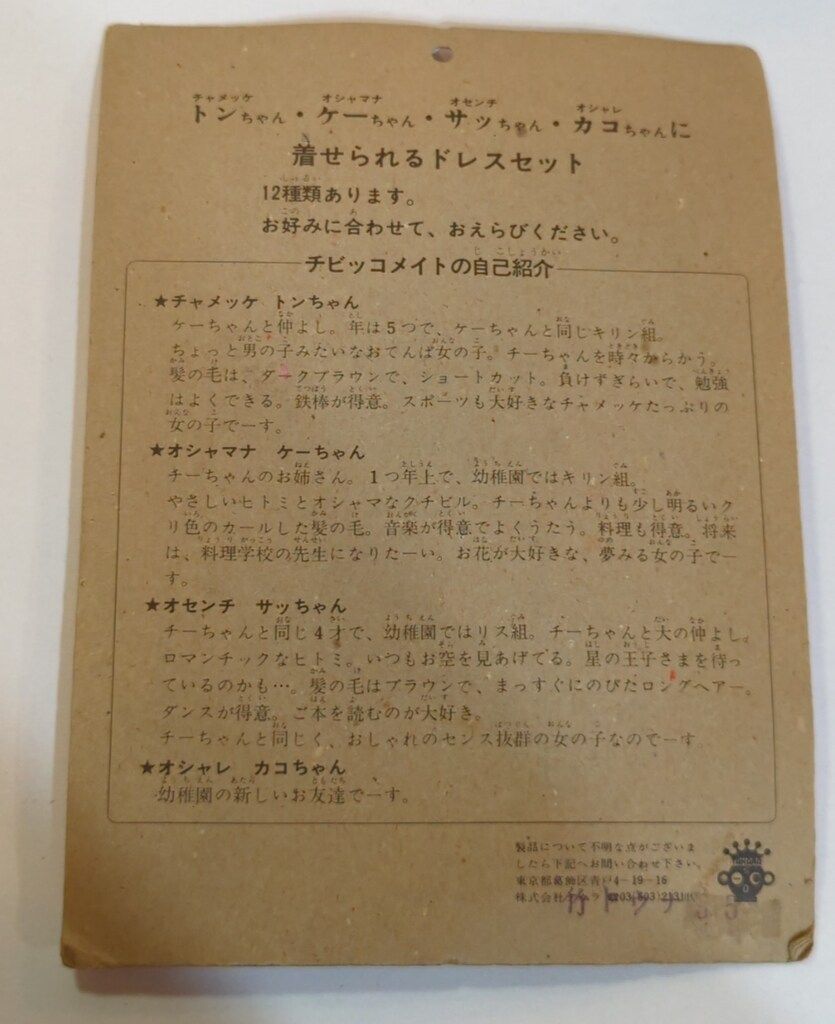 チャメッケ オシャマナ オセンチ オシャレ
トンちゃん・ケーちゃん・サッちゃん・カコちゃんに
着せられるドレスセット
12種類あります。
お好みに合わせて、おえらびください。
チビッコメイトの自己紹介
★チャメッケ トンちゃん
ケーちゃんと仲よし。年は5つで、ケーちゃんと同じキリン組。
ちょっと男の子みたいなおてんば女の子。チーちゃんを時々からかう。
髪の毛は、ダークブラウンで、ショートカット。負けずぎらいで、勉強
はよくできる。鉄棒が得意。スポーツも大好きなチャメッケたっぷりの
女の子でーす。
★オシャマナ ケーちゃん
チーちゃんのお姉さん。1つ年上で、幼稚園ではキリン組。
やさしいヒトミとオシャマなクチビル。チーちゃんよりも少し明るいク
リ色のカールした髪の毛。音楽が得意でよくうたう。料理も得意。将来
は、料理学校の先生になりたーい。お花が大好きな、夢みる女の子でー
す。
★オセンチ サッちゃん
チーちゃんと同じ4才で、幼稚園ではリス組。チーちゃんと大の仲よし。
ロマンチックなヒトミ。いつもお空を見あげてる。星の王子さまを待っ
ているのかも…。髪の毛はブラウンで、まっすぐにのびたロングヘアー。
ダンスが得意。ご本を読むのが大好き。
チーちゃんと同じく、おしゃれのセンス抜群の女の子なのでーす
★オシャレ カコちゃん
幼稚園の新しいお友達でーす。
製品について不明な点がございま
したら下記へお問い合わせ下さい。
東京都葛飾区青戸4-19-16
株式会社